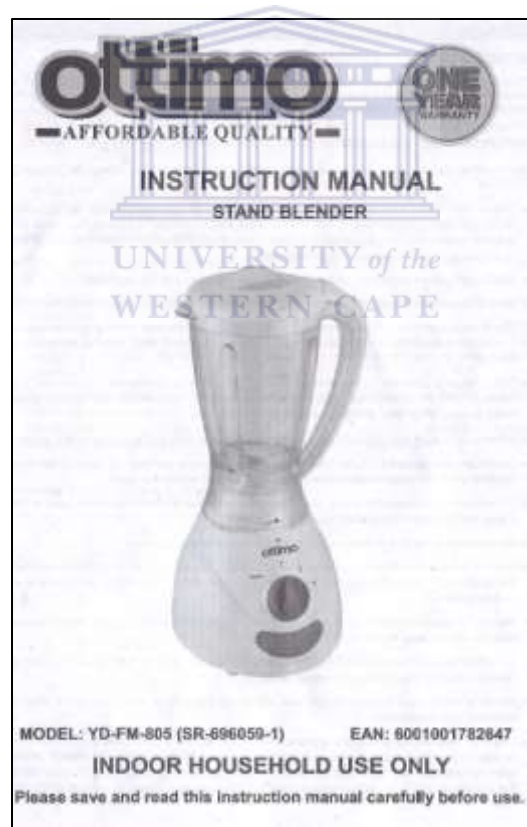 ottimo
AFFORDABLE QUALITY
ONE
YEAR
WARRANTY
INSTRUCTION MANUAL
STAND BLENDER
UNIVERSITY of the
WESTERN CAPE
ottimo
MODEL: YD-FM-805 (SR-696059-1) EAN: 6001001782647
INDOOR HOUSEHOLD USE ONLY
Please save and read this instruction manual carefully before use.